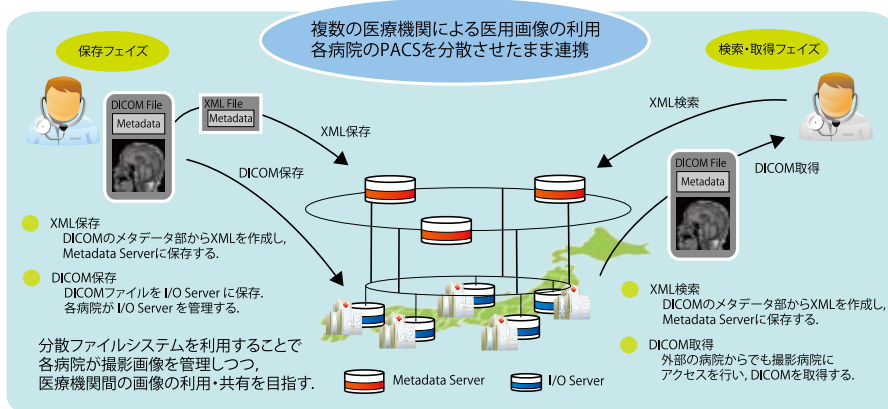 複数の医療機関による医用画像の利用
各病院のPACSを分散させたまま連携
保存フェイズ
検索・取得フェイズ
DICOM File
Metadata
XML File
Metadata
XML保存
DICOM保存
XML検索
DICOM取得
DICOM File
Metadata
XML保存
DICOMのメタデータ部からXMLを作成し,
Metadata Serverに保存する.
DICOM保存
DICOMファイルを I/O Server に保存.
各病院が I/O Server を管理する.
分散ファイルシステムを利用することで
各病院が撮影画像を管理しつつ,
医療機関間の画像の利用・共有を目指す.
Metadata Server
I/O Server
XML検索
DICOMのメタデータ部からXMLを作成し,
Metadata Serverに保存する.
DICOM取得
外部の病院からでも撮影病院に
アクセスを行い, DICOMを取得する.